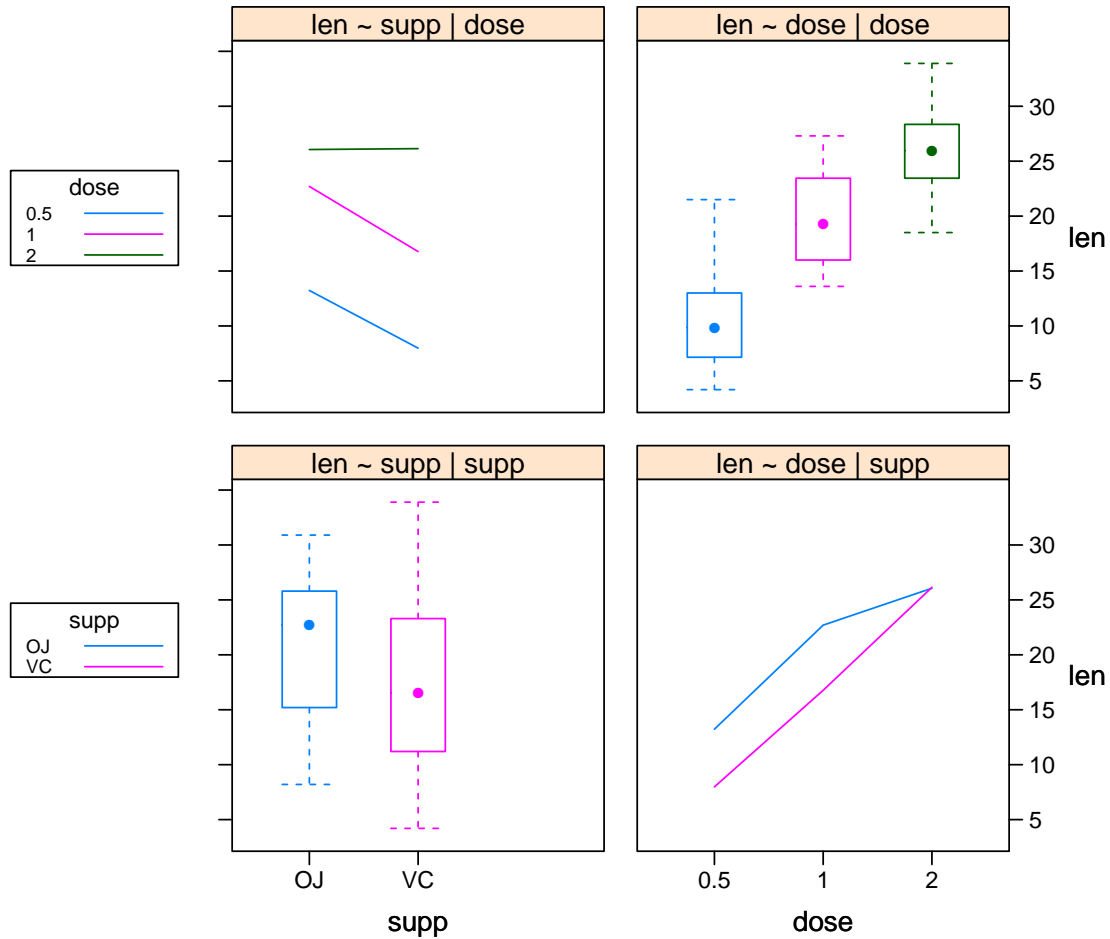 len ~ supp | dose
len ~ dose | dose
dose
0.5
1
2
30
25
20
15
10
5
len
len ~ supp | supp
len ~ dose | supp
supp
OJ
VC
30
25
20
15
10
5
len
OJ VC
0.5 1 2
supp
dose